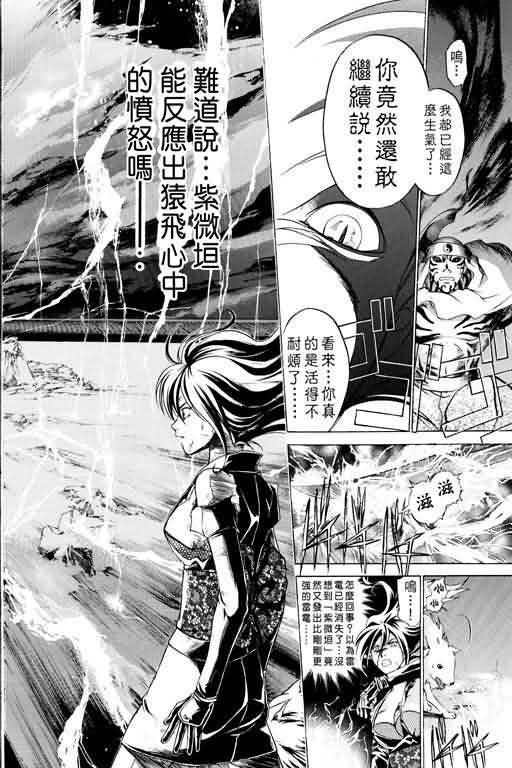 嗚…
我都已經這
麼生氣了…
你竟然還敢
繼續說……
看來…你真
的是活得不
耐煩了……
滋
滋
嗚…
怎麼回事？以為雷
電已經消失了…沒
想到「紫微垣」竟
然又發出比剛剛更
強的雷電…
難道說…紫微垣
能反應出猿飛心中
的憤怒嗎——．